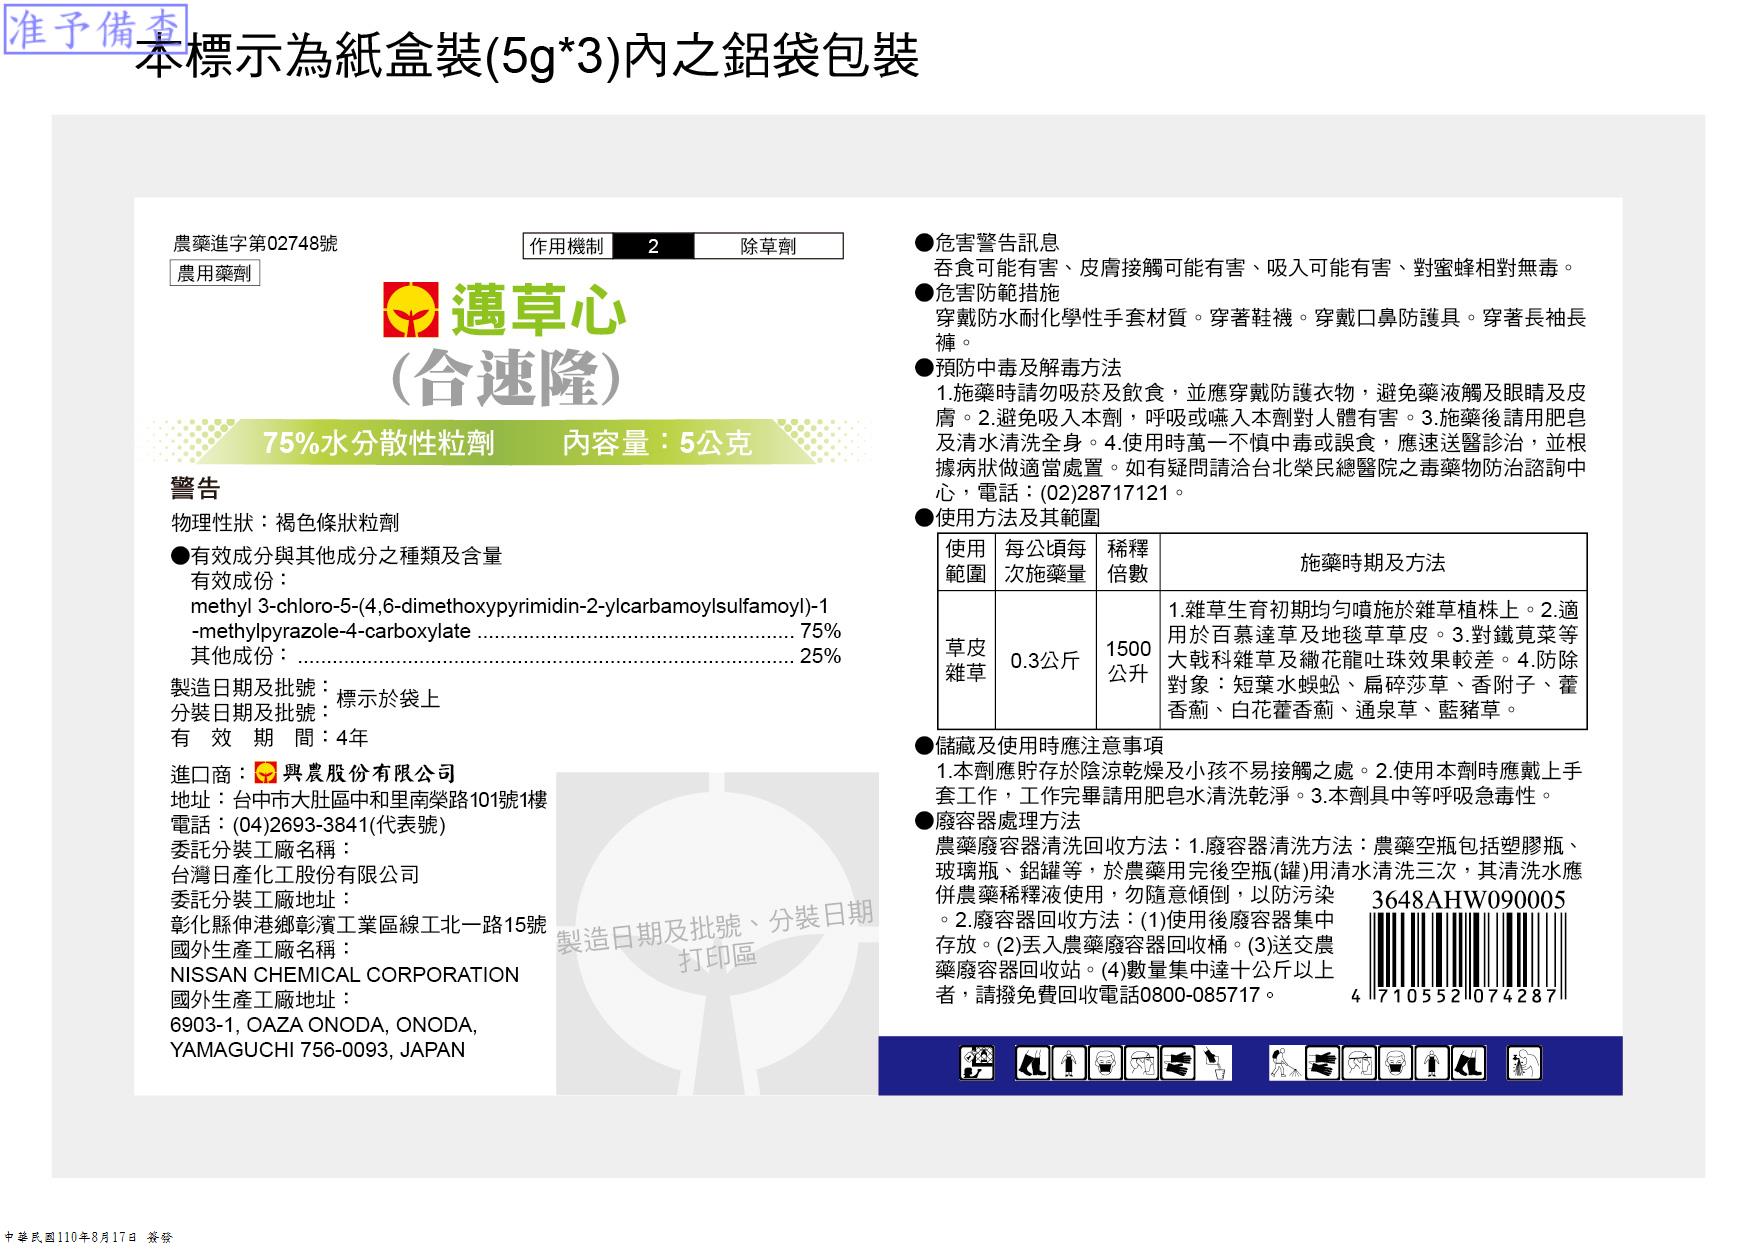 准予備查
本標示為紙盒裝(5g*3)內之鋁袋包裝
農藥進字第02748號
農用藥劑
作用機制 2 除草劑
邁草心
(合速隆)
75%水分散性粒劑 內容量：5公克
警告
物理性狀：褐色條狀粒劑
●有效成分與其他成分之種類及含量
有效成份：
methyl 3-chloro-5-(4,6-dimethoxypyrimidin-2-ylcarbamoylsulfamoyl)-1
-methylpyrazole-4-carboxylate ...................................................... 75%
其他成份： ..................................................................................... 25%
製造日期及批號：
分裝日期及批號：
標示於袋上
有 效 期 間：4年
進口商： 興農股份有限公司
地址：台中市大肚區中和里南榮路101號1樓
電話：(04)2693-3841(代表號)
委託分裝工廠名稱：
台灣日產化工股份有限公司
委託分裝工廠地址：
彰化縣伸港鄉彰濱工業區線工北一路15號
國外生產工廠名稱：
NISSAN CHEMICAL CORPORATION
國外生產工廠地址：
6903-1, OAZA ONODA, ONODA,
YAMAGUCHI 756-0093, JAPAN
製造日期及批號、分裝日期
打印區
●危害警告訊息
吞食可能有害、皮膚接觸可能有害、吸入可能有害、對蜜蜂相對無毒。
●危害防範措施
穿戴防水耐化學性手套材質。穿著鞋襪。穿戴口鼻防護具。穿著長袖長
褲。
●預防中毒及解毒方法
1.施藥時請勿吸菸及飲食，並應穿戴防護衣物，避免藥液觸及眼睛及皮
膚。2.避免吸入本劑，呼吸或嚥入本劑對人體有害。3.施藥後請用肥皂
及清水清洗全身。4.使用時萬一不慎中毒或誤食，應速送醫診治，並根
據病狀做適當處置。如有疑問請洽台北榮民總醫院之毒藥物防治諮詢中
心，電話：(02)28717121。
●使用方法及其範圍
使用
範圍
每公頃每
次施藥量
稀釋
倍數
施藥時期及方法
草皮
雜草
0.3公斤
1500
公升
1.雜草生育初期均勻噴施於雜草植株上。2.適
用於百慕達草及地毯草草皮。3.對鐵莧菜等
大戟科雜草及繖花龍吐珠效果較差。4.防除
對象：短葉水蜈蚣、扁碎莎草、香附子、藿
香薊、白花藿香薊、通泉草、藍豬草。
●儲藏及使用時應注意事項
1.本劑應貯存於陰涼乾燥及小孩不易接觸之處。2.使用本劑時應戴上手
套工作，工作完畢請用肥皂水清洗乾淨。3.本劑具中等呼吸急毒性。
●廢容器處理方法
農藥廢容器清洗回收方法：1.廢容器清洗方法：農藥空瓶包括塑膠瓶、
玻璃瓶、鋁罐等，於農藥用完後空瓶(罐)用清水清洗三次，其清洗水應
併農藥稀釋液使用，勿隨意傾倒，以防污染
。2.廢容器回收方法：(1)使用後廢容器集中
存放。(2)丟入農藥廢容器回收桶。(3)送交農
藥廢容器回收站。(4)數量集中達十公斤以上
者，請撥免費回收電話0800-085717。
3648AHW090005
4 710552 074287
中華民國110年8月17日 簽發